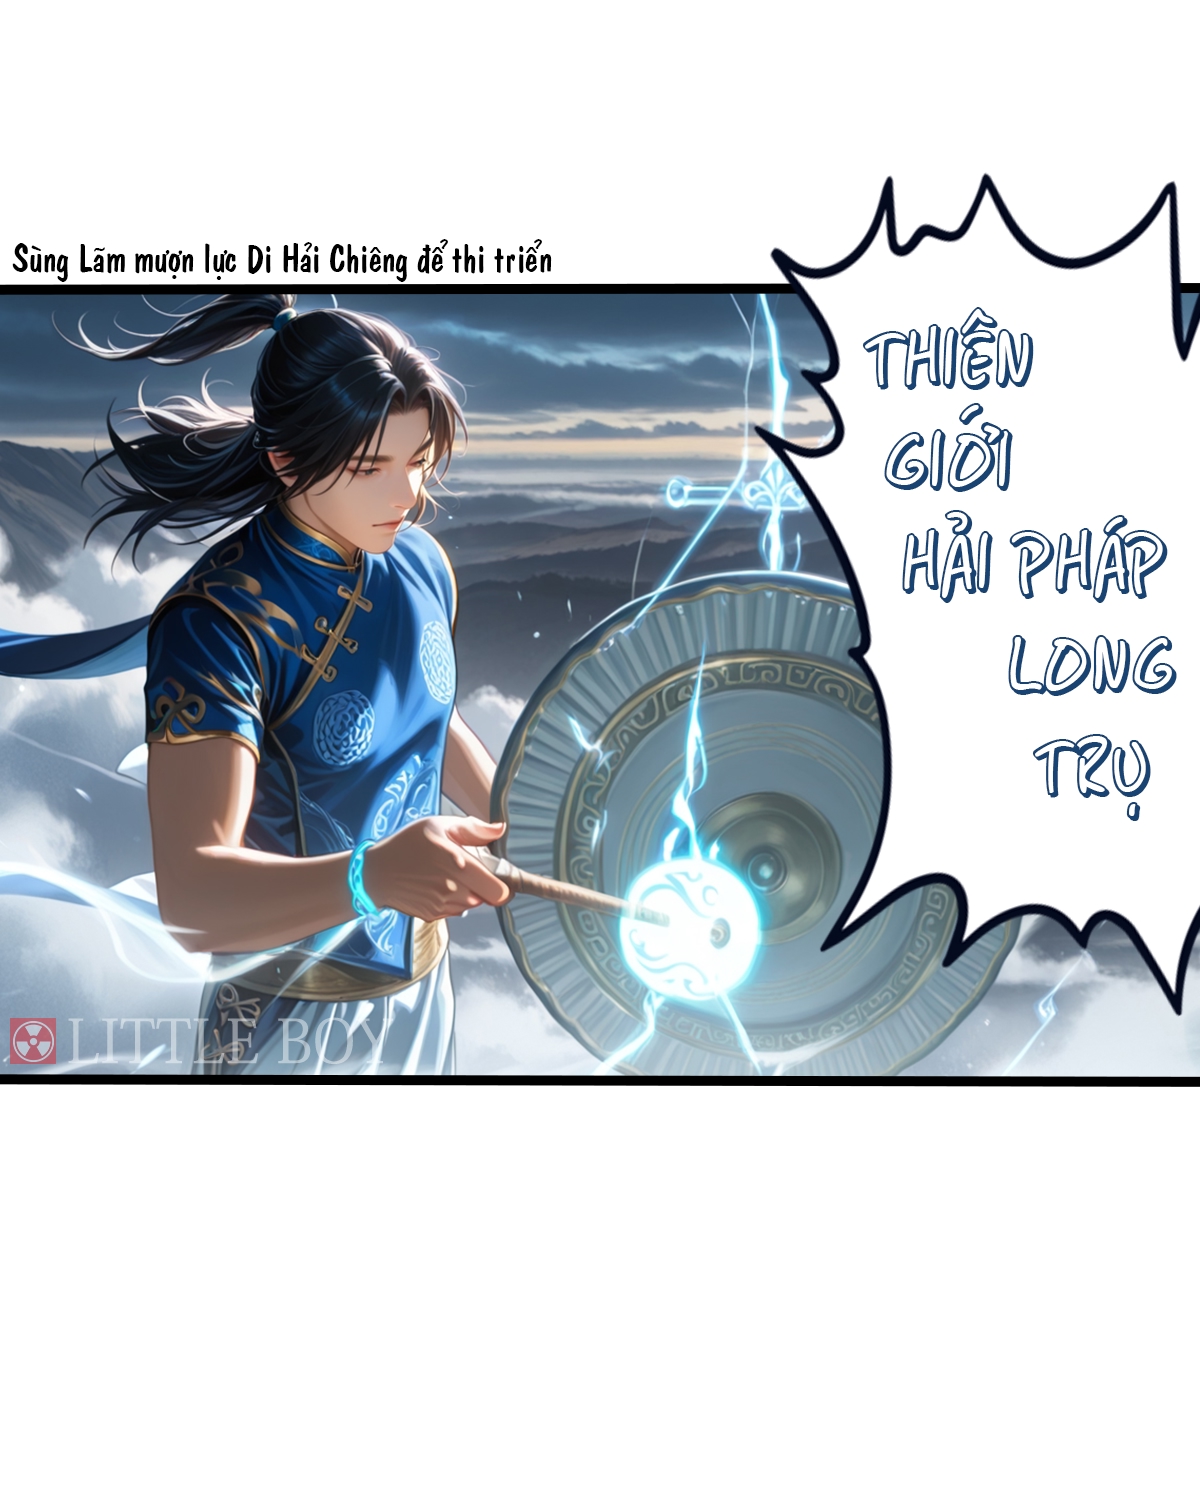 Sùng Lãm mượn lực Di Hải Chiêng để thi triển
THIÊN
GIỚI
HẢI PHÁP
LONG
TRỤ
LITTLE BOY